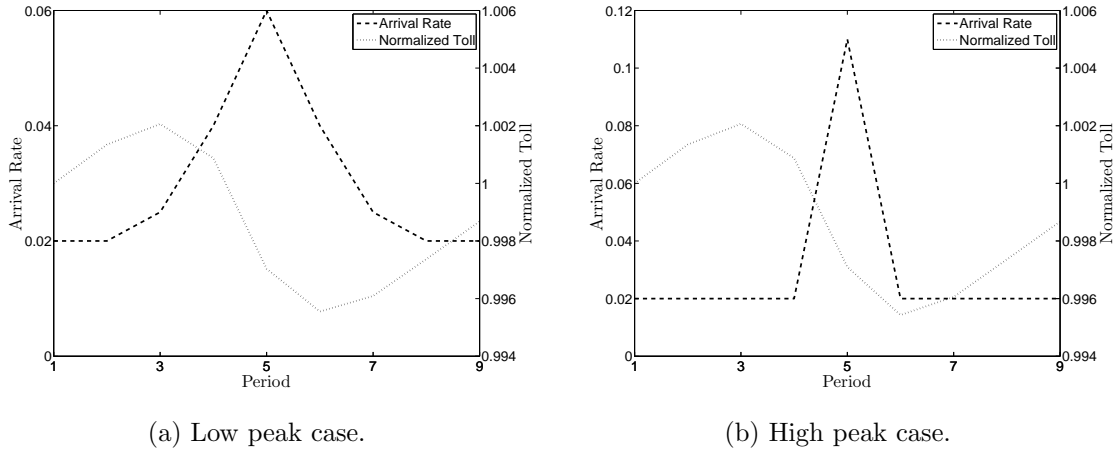 0.06
0.04
0.02
0
Arrival Rate
1.006
1.004
1.002
1
0.998
0.996
0.994
Normalized Toll
Arrival Rate
Normalized Toll
1
3
5
7
9
Period
(a) Low peak case.
0.12
0.1
0.08
0.06
0.04
0.02
0
Arrival Rate
1.006
1.004
1.002
1
0.998
0.996
0.994
Normalized Toll
Arrival Rate
Normalized Toll
1
3
5
7
9
Period
(b) High peak case.